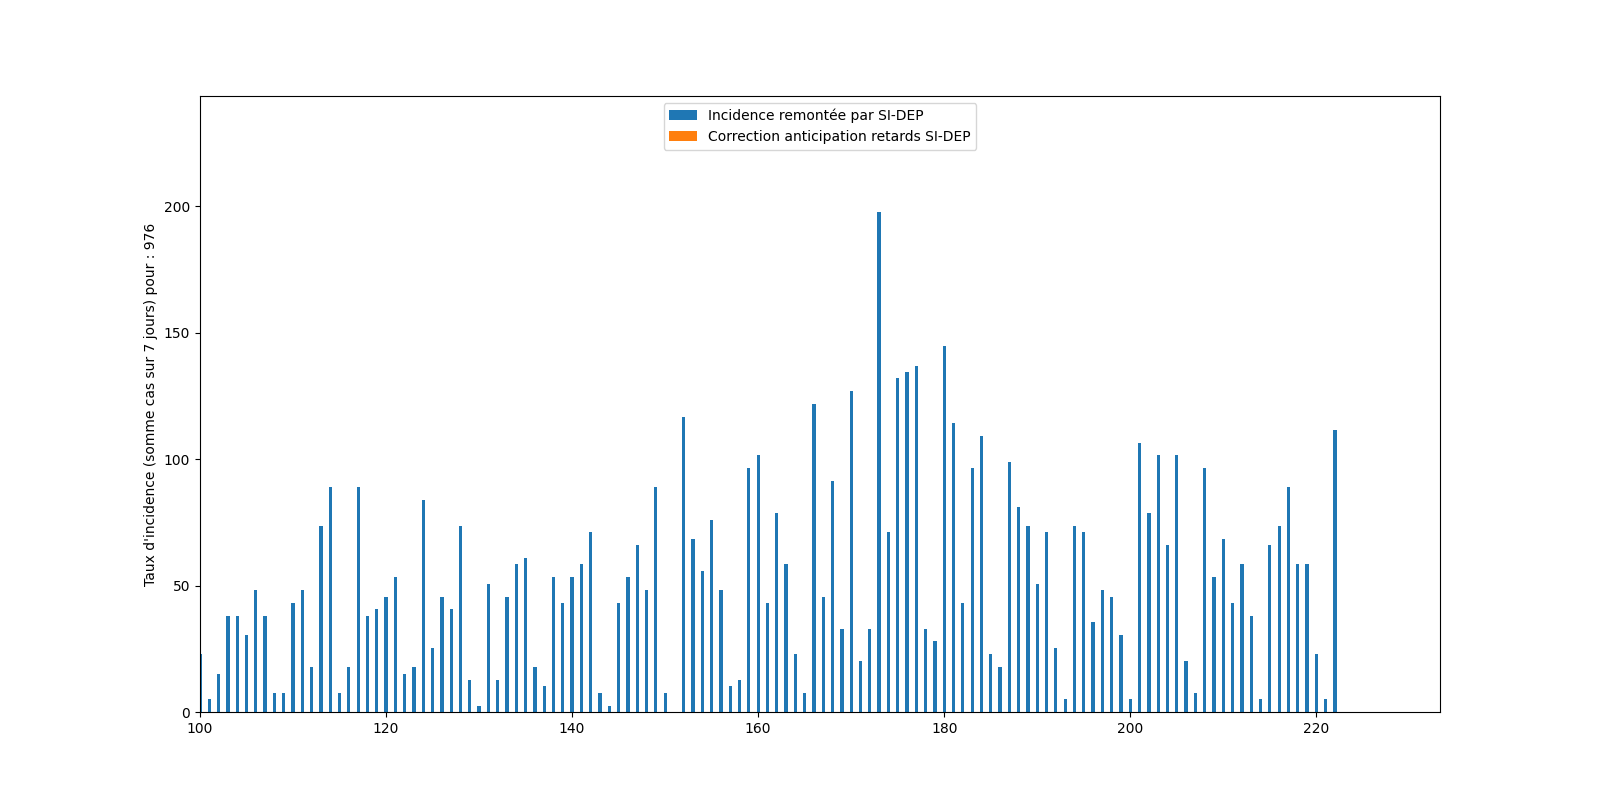 Incidence remontée par SI-DEP
Correction anticipation retards SI-DEP
Taux d'incidence (somme cas sur 7 jours) pour : 976
200
150
100
50
0
100 120 140 160 180 200 220